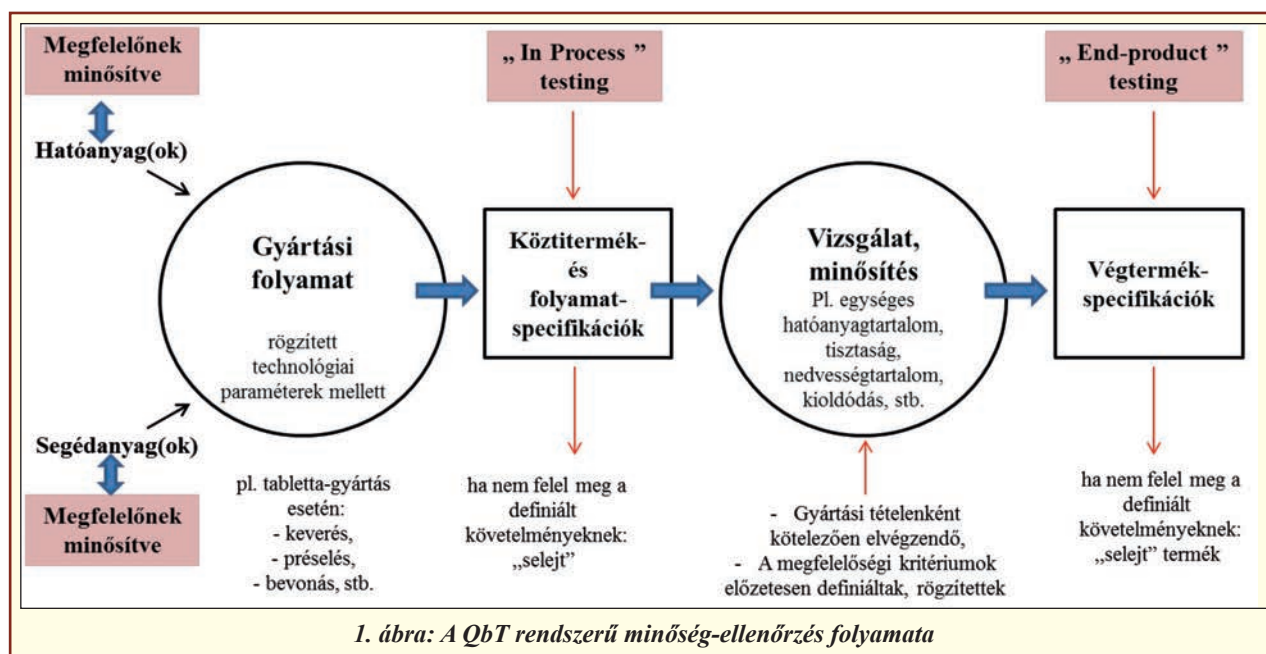 Megfelelőnek
minősítve
Hatóanyag(ok)
Segédanyag(ok)
Megfelelőnek
minősítve
Gyártási
folyamat
rögzített
technológiai
paraméterek mellett
pl. tabletta-gyártás
esetén:
- keverés,
- préselés,
- bevonás, stb.
„ In Process ”
testing
Köztitermék-
és
folyamat-
specifikációk
ha nem felel meg a
definiált
követelményeknek:
„selejt”
Vizsgálat,
minősítés
Pl. egységes
hatóanyagtartalom,
tisztaság,
nedvességtartalom,
kioldódás, stb.
- Gyártási tételenként
kötelezően elvégzendő,
- A megfelelőségi kritériumok
előzetesen definiáltak, rögzítettek
„ End-product ”
testing
Végtermék-
specifikációk
ha nem felel meg a
definiált
követelményeknek:
„selejt” termék
1. ábra: A QbT rendszerű minőség-ellenőrzés folyamata